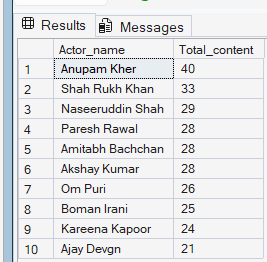 Results Messages
Actor_name Total_content
1 Anupam Kher 40
2 Shah Rukh Khan 33
3 Naseeruddin Shah 29
4 Paresh Rawal 28
5 Amitabh Bachchan 28
6 Akshay Kumar 28
7 Om Puri 26
8 Boman Irani 25
9 Kareena Kapoor 24
10 Ajay Devgn 21